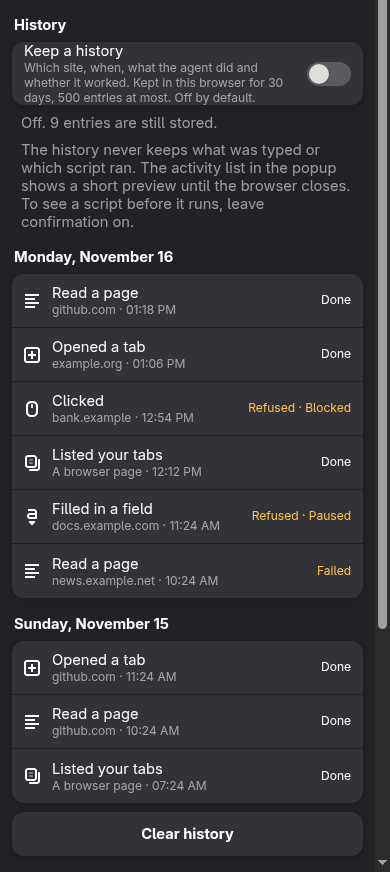 History
Keep a history
Which site, when, what the agent did and
whether it worked. Kept in this browser for 30
days, 500 entries at most. Off by default.
Off. 9 entries are still stored.
The history never keeps what was typed or
which script ran. The activity list in the popup
shows a short preview until the browser closes.
To see a script before it runs, leave
confirmation on.
Monday, November 16
Read a page
Done
github.com · 01:18 PM
Opened a tab
Done
example.org · 01:06 PM
Clicked
Refused · Blocked
bank.example · 12:54 PM
Listed your tabs
Done
A browser page · 12:12 PM
Filled in a field
Refused · Paused
docs.example.com · 11:24 AM
Read a page
Failed
news.example.net · 10:24 AM
Sunday, November 15
Opened a tab
Done
github.com · 11:24 AM
Read a page
Done
github.com · 10:24 AM
Listed your tabs
Done
A browser page · 07:24 AM
Clear history